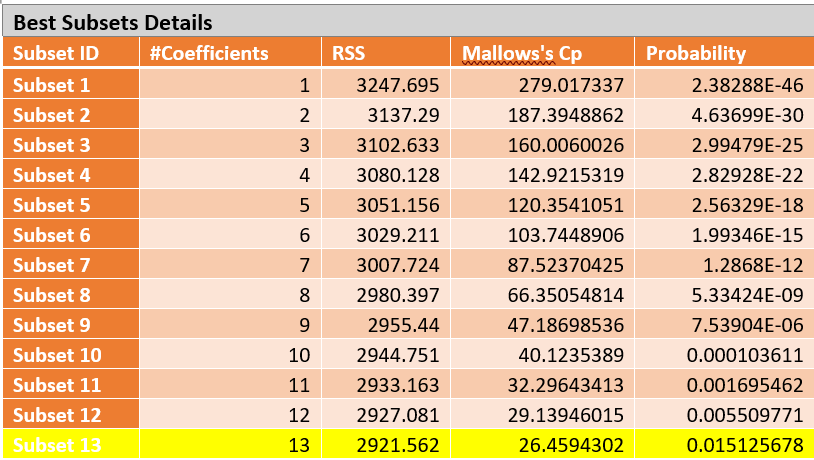 Best Subsets Details
Subset ID #Coefficients RSS Mallows's Cp Probability
Subset 1 1 3247.695 279.017337 2.38288E-46
Subset 2 2 3137.29 187.3948862 4.63699E-30
Subset 3 3 3102.633 160.0060026 2.99479E-25
Subset 4 4 3080.128 142.9215319 2.82928E-22
Subset 5 5 3051.156 120.3541051 2.56329E-18
Subset 6 6 3029.211 103.7448906 1.99346E-15
Subset 7 7 3007.724 87.52370425 1.2868E-12
Subset 8 8 2980.397 66.35054814 5.33424E-09
Subset 9 9 2955.44 47.18698536 7.53904E-06
Subset 10 10 2944.751 40.1235389 0.000103611
Subset 11 11 2933.163 32.29643413 0.001695462
Subset 12 12 2927.081 29.13946015 0.005509771
Subset 13 13 2921.562 26.4594302 0.015125678